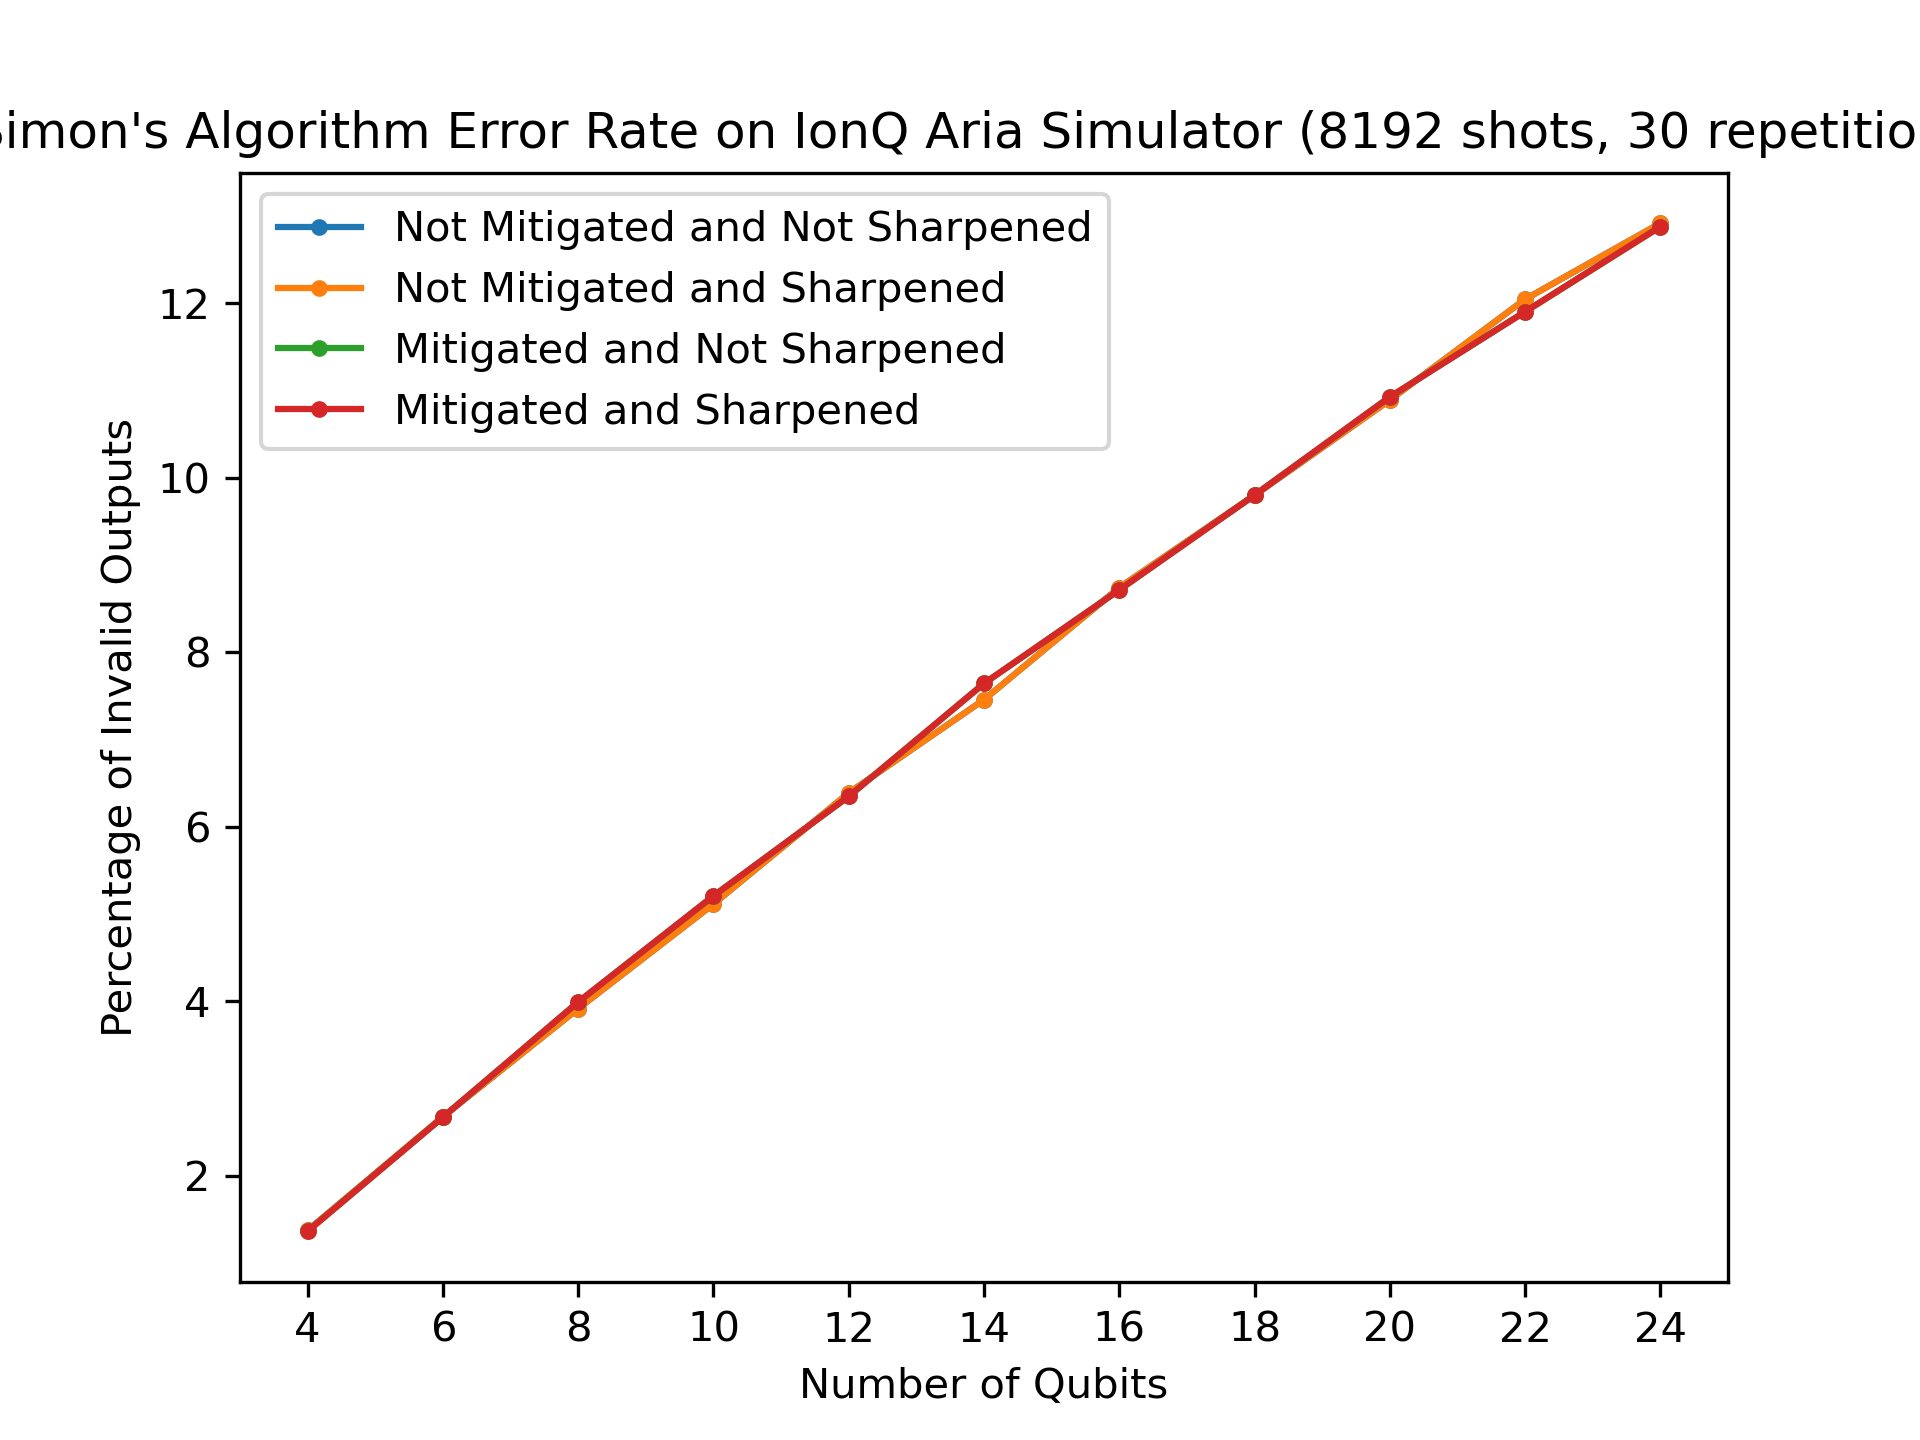 Simon's Algorithm Error Rate on IonQ Aria Simulator (8192 shots, 30 repetitio
Not Mitigated and Not Sharpened
Not Mitigated and Sharpened
Mitigated and Not Sharpened
Mitigated and Sharpened
Percentage of Invalid Outputs
12
10
8
6
4
2
4 6 8 10 12 14 16 18 20 22 24
Number of Qubits